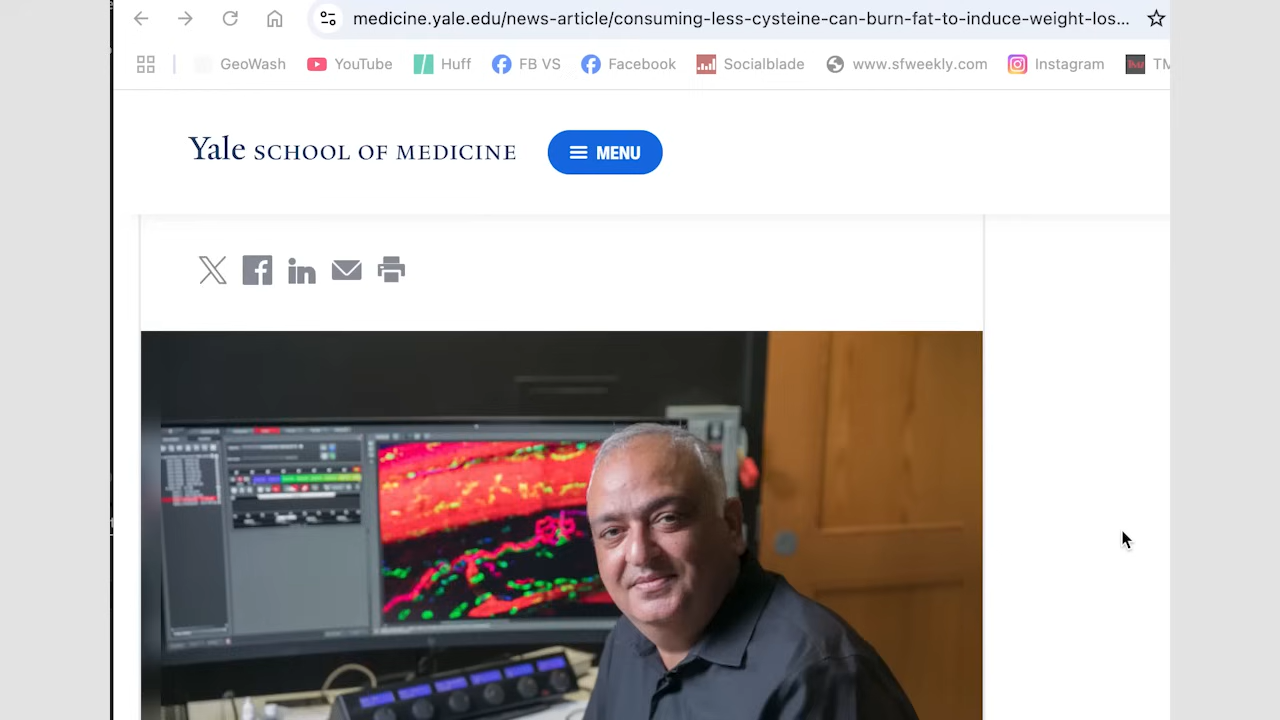 medicine.yale.edu/news-article/consuming-less-cysteine-can-burn-fat-to-induce-weight-los...
GeoWash YouTube Huff FB VS Facebook Socialblade www.sfweekly.com Instagram TM
Yale SCHOOL OF MEDICINE
MENU